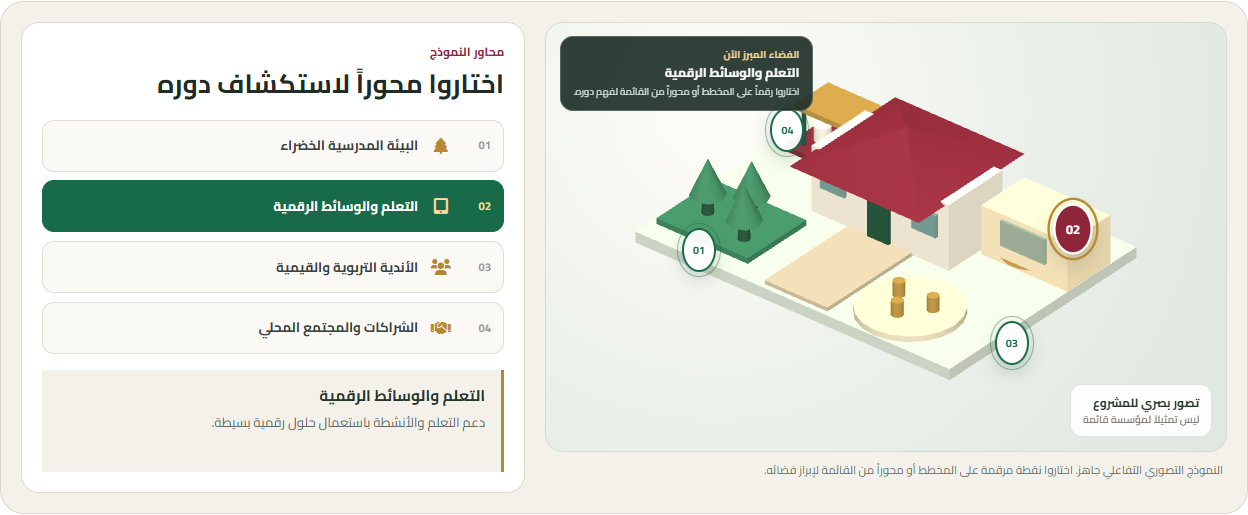 محاور النموذج
اختاروا محوراً لاستكشاف دوره
01 البيئة المدرسية الخضراء
02 التعلم والوسائط الرقمية
03 الأندية التربوية والقيمية
04 الشراكات والمجتمع المحلي
التعلم والوسائط الرقمية
دعم التعلم والأنشطة باستعمال حلول رقمية بسيطة.
الفضاء المبرز الآن
التعلم والوسائط الرقمية
اختاروا رقماً على المخطط أو محوراً من القائمة لفهم دوره.
04
02
01
03
تصور بصري للمشروع
ليس تمثيلاً لمؤسسة قائمة
النموذج التصوري التفاعلي جاهز. اختاروا نقطة مرقمة على المخطط أو محوراً من القائمة لإبراز فضائه.